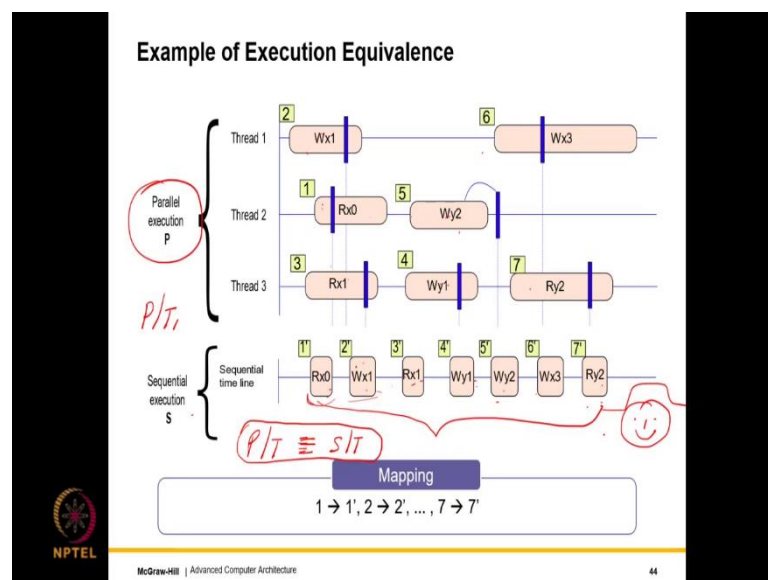 Example of Execution Equivalence
2
6
Thread 1
Wx1
Wx3
1
5
Parallel
execution
P
Thread 2
Rx0
Wy2
3
4
7
Thread 3
Rx1
Wy1
Ry2
P/T₁
1' 2' 3' 4' 5' 6' 7'
Sequential
execution
S
Sequential
time line
Rx0 Wx1 Rx1 Wy1 Wy2 Wx3 Ry2
P/T ≡ S/T
Mapping
1 → 1', 2 → 2', ... , 7 → 7'
NPTEL
McGraw-Hill | Advanced Computer Architecture
44